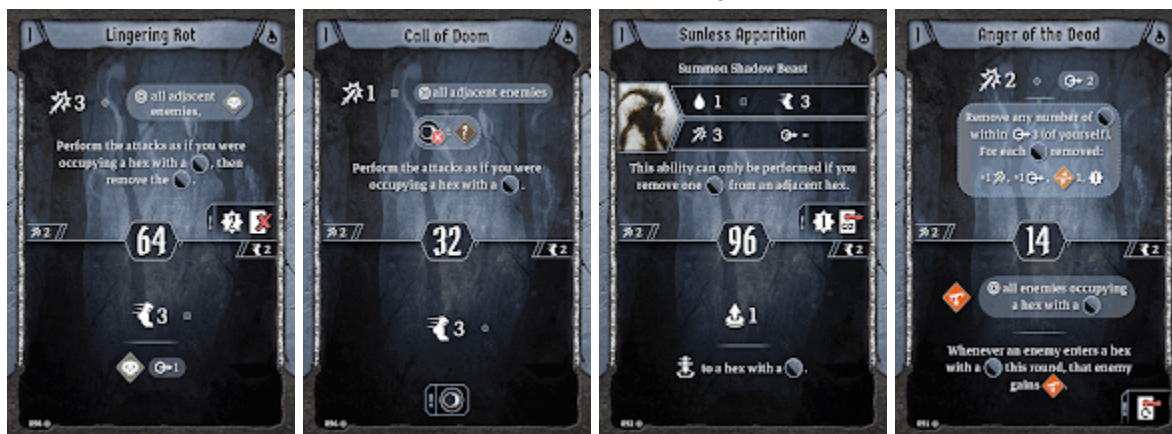 I
Lingering Rot
3
all adjacent
enemies,
Perform the attacks as if you were
occupying a hex with a
, then
remove the
.
2
64
2
3
1
I
Call of Doom
1
all adjacent enemies
:
?
Perform the attacks as if you were
occupying a hex with a
.
2
32
2
3
I
Sunless Apparition
Summon Shadow Beast
1
3
3
-
This ability can only be performed if you
remove one
from an adjacent hex.
2
96
2
1
to a hex with a
.
I
Anger of the Dead
2
2
Remove any number of
within
3 (of yourself).
For each
removed:
+1
, +1
,
1,
2
14
2
all enemies occupying
a hex with a
Whenever an enemy enters a hex
with a
this round, that enemy
gains
.